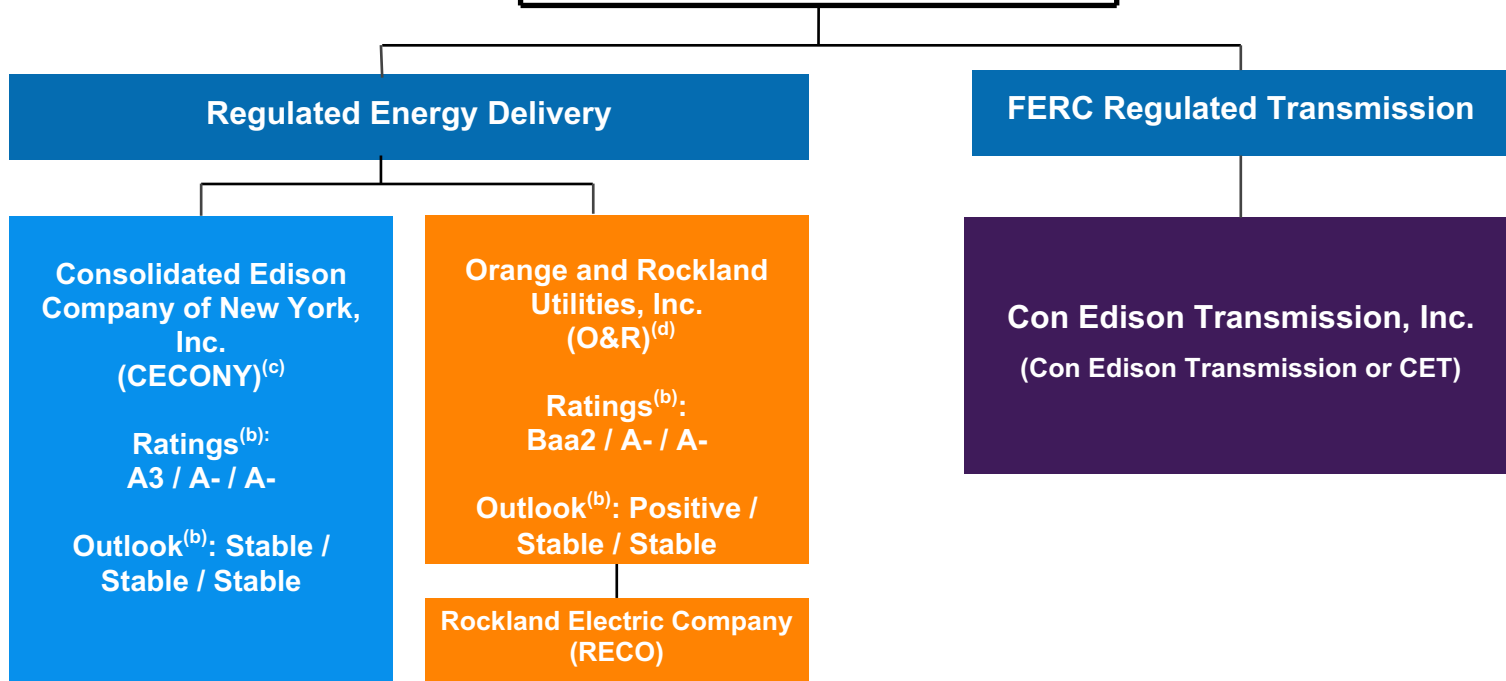 Regulated Energy Delivery
FERC Regulated Transmission
Consolidated Edison
Company of New York,
Inc.
(CECONY)(c)
Ratings(b):
A3 / A- / A-
Outlook(b): Stable /
Stable / Stable
Orange and Rockland
Utilities, Inc.
(O&R)(d)
Ratings(b):
Baa2 / A- / A-
Outlook(b): Positive /
Stable / Stable
Rockland Electric Company
(RECO)
Con Edison Transmission, Inc.
(Con Edison Transmission or CET)